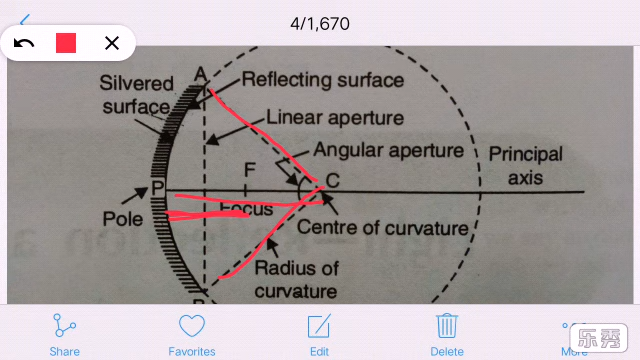 4/1,670
A
Silvered
surface
Reflecting surface
Linear aperture
Angular aperture
Principal
axis
F
P
C
Focus
Pole
Centre of curvature
Radius of
curvature
Share
Favorites
Edit
Delete
More
乐秀